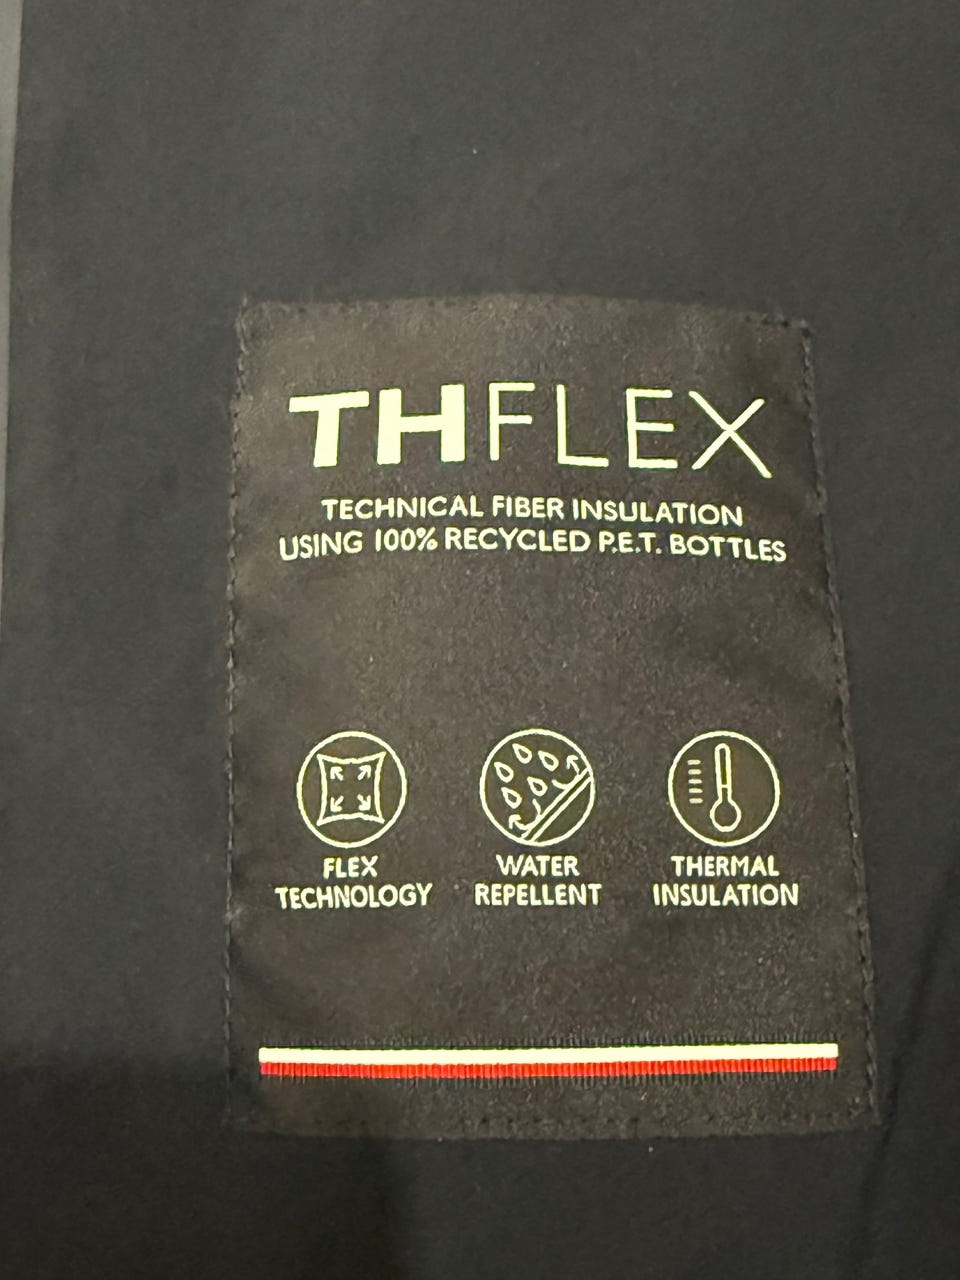 THFLEX
TECHNICAL FIBER INSULATION
USING 100% RECYCLED P.E.T. BOTTLES
FLEX
TECHNOLOGY
WATER
REPELLENT
THERMAL
INSULATION